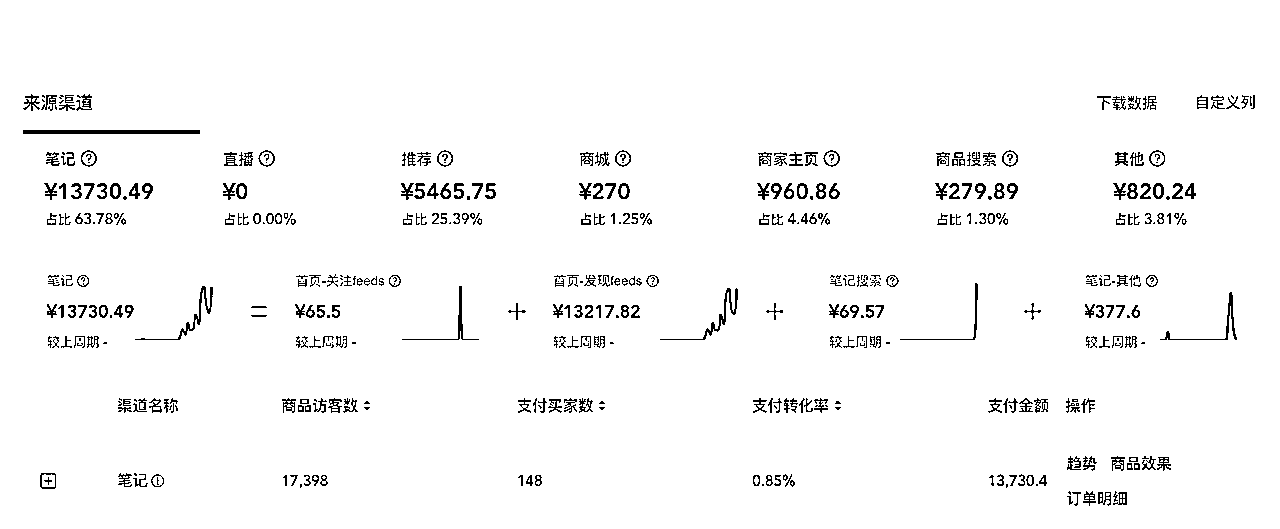 来源渠道 下载数据 自定义列
笔记 直播 推荐 商城 商家主页 商品搜索 其他
¥13730.49 ¥0 ¥5465.75 ¥270 ¥960.86 ¥279.89 ¥820.24
占比 63.78% 占比 0.00% 占比 25.39% 占比 1.25% 占比 4.46% 占比 1.30% 占比 3.81%
笔记 首页-关注feeds 首页-发现feeds 笔记搜索 笔记-其他
¥13730.49 = ¥65.5 + ¥13217.82 + ¥69.57 + ¥377.6
较上周期 - 较上周期 - 较上周期 - 较上周期 - 较上周期 -
渠道名称 商品访客数 支付买家数 支付转化率 支付金额 操作
笔记 17,398 148 0.85% 13,730.4 趋势 商品效果
订单明细